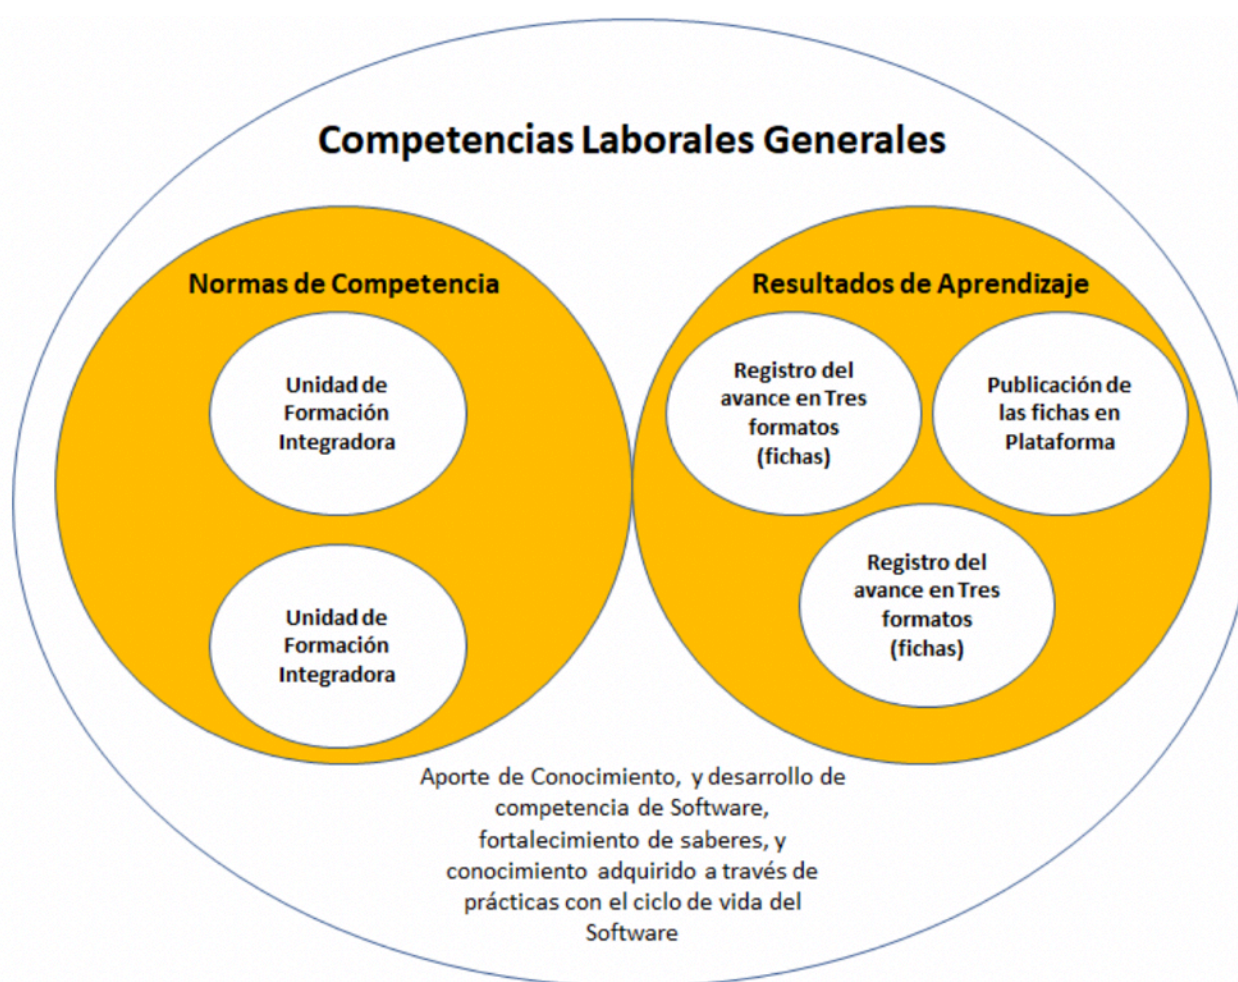 Competencias Laborales Generales
Normas de Competencia
Unidad de
Formación
Integradora
Unidad de
Formación
Integradora
Resultados de Aprendizaje
Registro del
avance en Tres
formatos
(fichas)
Publicación de
las fichas en
Plataforma
Registro del
avance en Tres
formatos
(fichas)
Aporte de Conocimiento, y desarrollo de
competencia de Software,
fortalecimiento de saberes, y
conocimiento adquirido a través de
prácticas con el ciclo de vida del
Software